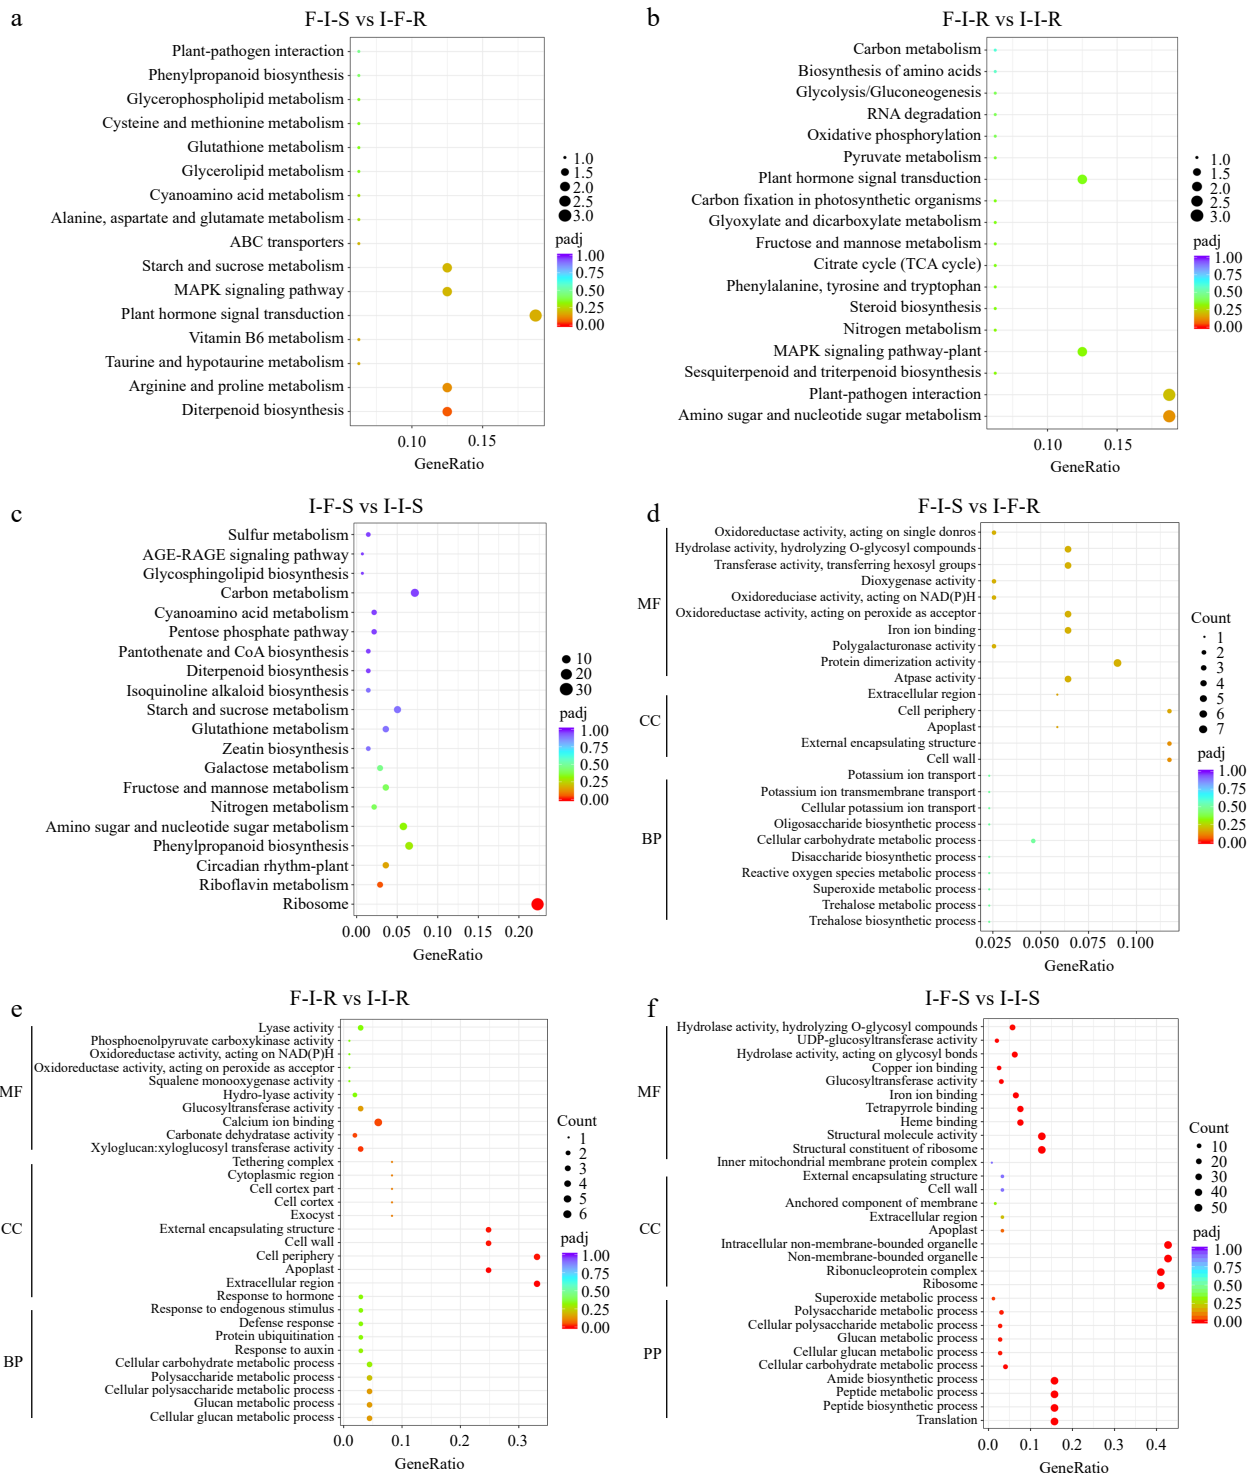 a
F-I-S vs I-F-R
Plant-pathogen interaction
Phenylpropanoid biosynthesis
Glycerophospholipid metabolism
Cysteine and methionine metabolism
Glutathione metabolism
Glycerolipid metabolism
Cyanoamino acid metabolism
Alanine, aspartate and glutamate metabolism
ABC transporters
Starch and sucrose metabolism
MAPK signaling pathway
Plant hormone signal transduction
Vitamin B6 metabolism
Taurine and hypotaurine metabolism
Arginine and proline metabolism
Diterpenoid biosynthesis
0.10 0.15
GeneRatio
1.0
1.5
2.0
2.5
3.0
padj
1.00
0.75
0.50
0.25
0.00
b
F-I-R vs I-I-R
Carbon metabolism
Biosynthesis of amino acids
Glycolysis/Gluconeogenesis
RNA degradation
Oxidative phosphorylation
Pyruvate metabolism
Plant hormone signal transduction
Carbon fixation in photosynthetic organisms
Glyoxylate and dicarboxylate metabolism
Fructose and mannose metabolism
Citrate cycle (TCA cycle)
Phenylalanine, tyrosine and tryptophan
Steroid biosynthesis
Nitrogen metabolism
MAPK signaling pathway-plant
Sesquiterpenoid and triterpenoid biosynthesis
Plant-pathogen interaction
Amino sugar and nucleotide sugar metabolism
0.10 0.15
GeneRatio
1.0
1.5
2.0
2.5
3.0
padj
1.00
0.75
0.50
0.25
0.00
c
I-F-S vs I-I-S
Sulfur metabolism
AGE-RAGE signaling pathway
Glycosphingolipid biosynthesis
Carbon metabolism
Cyanoamino acid metabolism
Pentose phosphate pathway
Pantothenate and CoA biosynthesis
Diterpenoid biosynthesis
Isoquinoline alkaloid biosynthesis
Starch and sucrose metabolism
Glutathione metabolism
Zeatin biosynthesis
Galactose metabolism
Fructose and mannose metabolism
Nitrogen metabolism
Amino sugar and nucleotide sugar metabolism
Phenylpropanoid biosynthesis
Circadian rhythm-plant
Riboflavin metabolism
Ribosome
0.00 0.05 0.10 0.15 0.20
GeneRatio
10
20
30
padj
1.00
0.75
0.50
0.25
0.00
d
F-I-S vs I-F-R
MF
Oxidoreductase activity, acting on single donros
Hydrolase activity, hydrolyzing O-glycosyl compounds
Transferase activity, transferring hexosyl groups
Dioxygenase activity
Oxidoreduciase activity, acting on NAD(P)H
Oxidoreductase activity, acting on peroxide as acceptor
Iron ion binding
Polygalacturonase activity
Protein dimerization activity
Atpase activity
CC
Extracellular region
Cell periphery
Apoplast
External encapsulating structure
Cell wall
BP
Potassium ion transport
Potassium ion transmembrane transport
Cellular potassium ion transport
Oligosaccharide biosynthetic process
Cellular carbohydrate metabolic process
Disaccharide biosynthetic process
Reactive oxygen species metabolic process
Superoxide metabolic process
Trehalose metabolic process
Trehalose biosynthetic process
0.025 0.050 0.075 0.100
GeneRatio
Count
1
2
3
4
5
6
7
padj
1.00
0.75
0.50
0.25
0.00
e
F-I-R vs I-I-R
MF
Lyase activity
Phosphoenolpyruvate carboxykinase activity
Oxidoreductase activity, acting on NAD(P)H
Oxidoreductase activity, acting on peroxide as acceptor
Squalene monooxygenase activity
Hydro-lyase activity
Glucosyltransferase activity
Calcium ion binding
Carbonate dehydratase activity
Xyloglucan:xyloglucosyl transferase activity
CC
Tethering complex
Cytoplasmic region
Cell cortex part
Cell cortex
Exocyst
External encapsulating structure
Cell wall
Cell periphery
Apoplast
Extracellular region
BP
Response to hormone
Response to endogenous stimulus
Defense response
Protein ubiquitination
Response to auxin
Cellular carbohydrate metabolic process
Polysaccharide metabolic process
Cellular polysaccharide metabolic process
Glucan metabolic process
Cellular glucan metabolic process
0.0 0.1 0.2 0.3
GeneRatio
Count
1
2
3
4
5
6
padj
1.00
0.75
0.50
0.25
0.00
f
I-F-S vs I-I-S
MF
Hydrolase activity, hydrolyzing O-glycosyl compounds
UDP-glucosyltransferase activity
Hydrolase activity, acting on glycosyl bonds
Copper ion binding
Glucosyltransferase activity
Iron ion binding
Tetrapyrrole binding
Heme binding
Structural molecule activity
Structural constituent of ribosome
CC
Inner mitochondrial membrane protein complex
External encapsulating structure
Cell wall
Anchored component of membrane
Extracellular region
Apoplast
Intracellular non-membrane-bounded organelle
Non-membrane-bounded organelle
Ribonucleoprotein complex
Ribosome
PP
Superoxide metabolic process
Polysaccharide metabolic process
Cellular polysaccharide metabolic process
Glucan metabolic process
Cellular glucan metabolic process
Cellular carbohydrate metabolic process
Amide biosynthetic process
Peptide metabolic process
Peptide biosynthetic process
Translation
0.0 0.1 0.2 0.3 0.4
GeneRatio
Count
10
20
30
40
50
padj
1.00
0.75
0.50
0.25
0.00